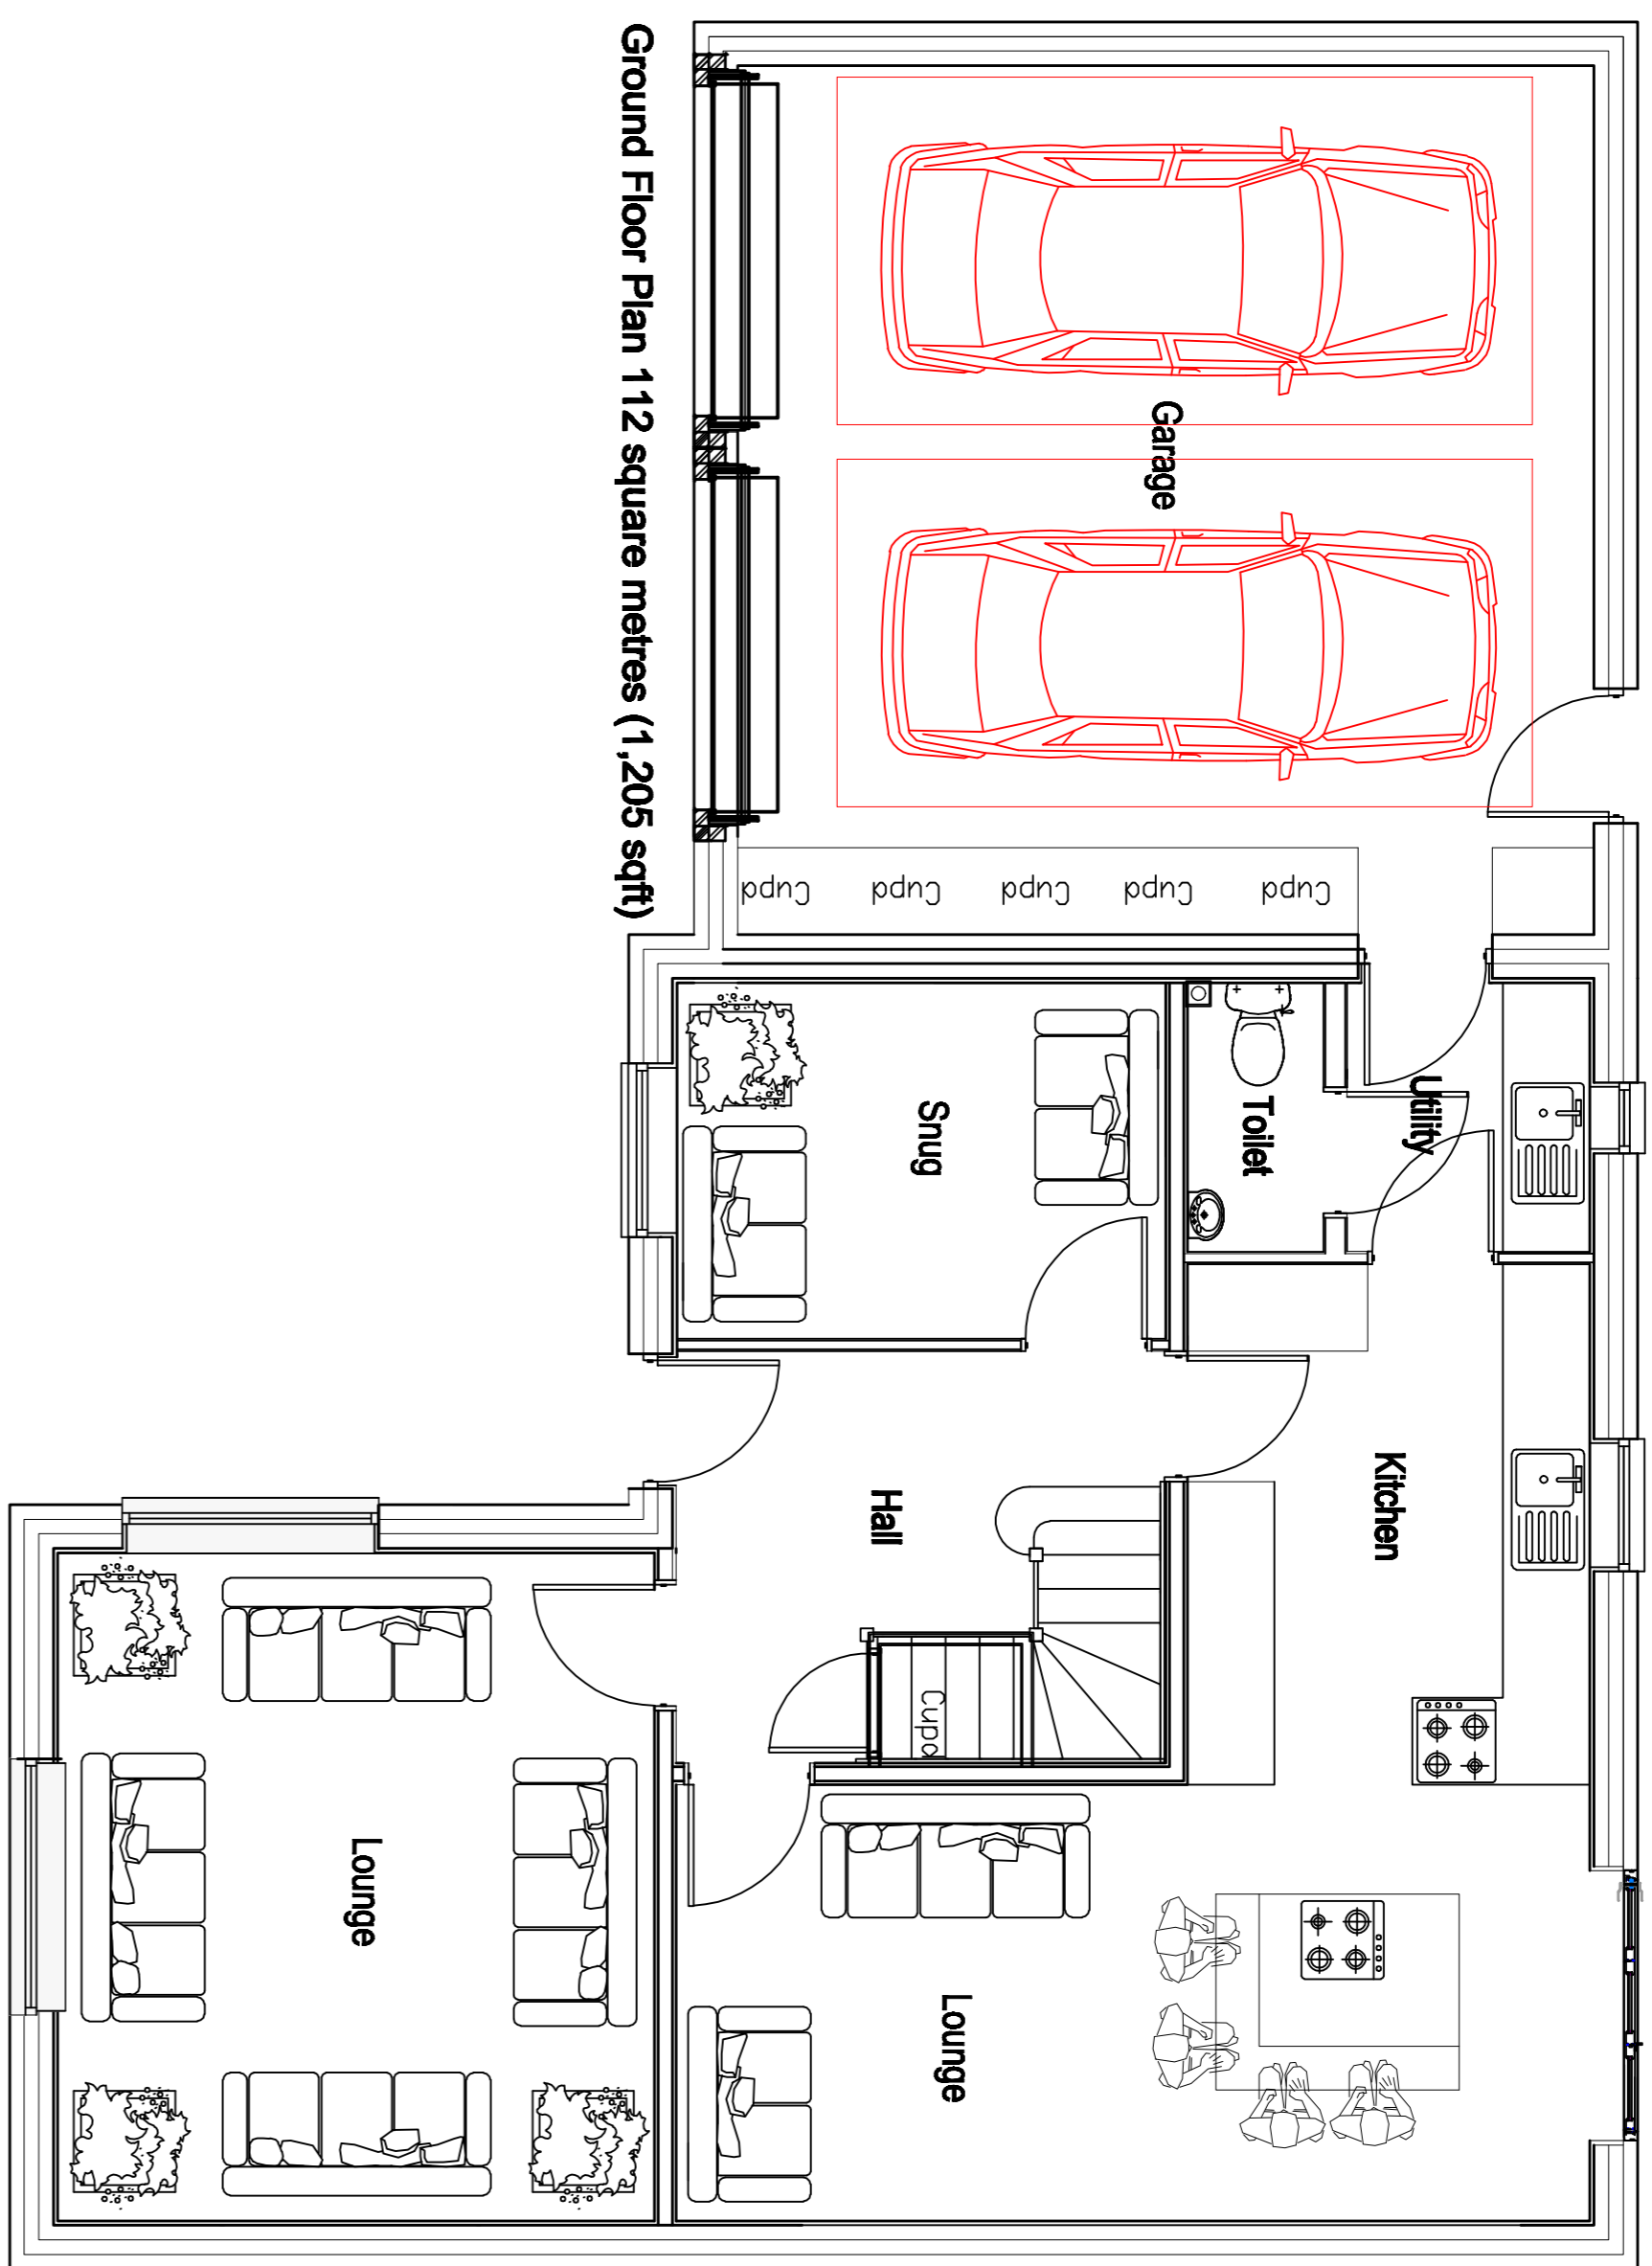 Garage
Cupd
Cupd
Cupd
Cupd
Cupd
Utility
Toilet
Snug
Kitchen
Hall
Cupd
Lounge
Lounge
Ground Floor Plan 112 square metres (1,205 sqft)